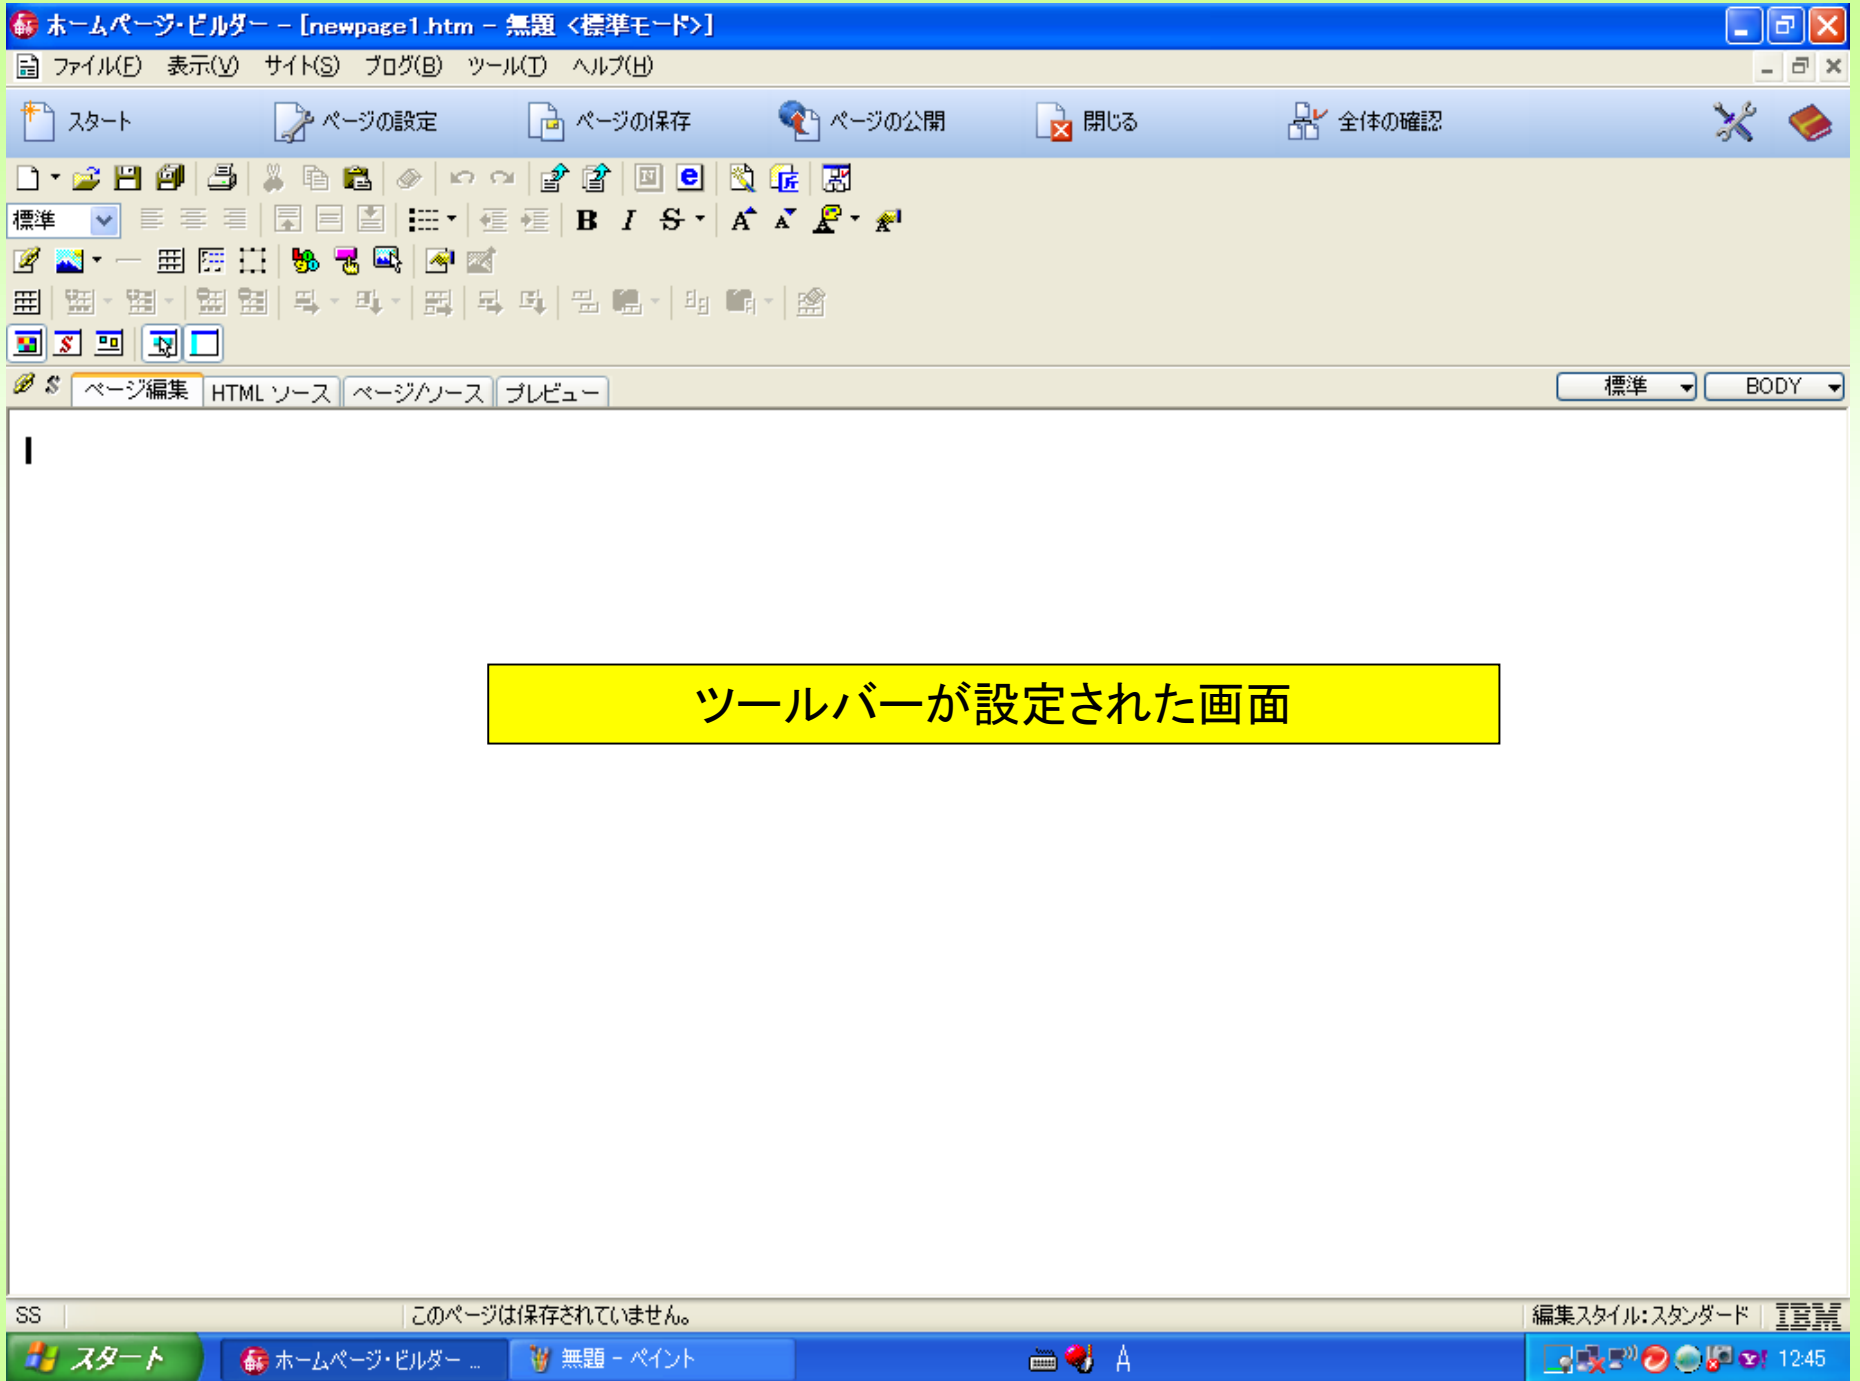 ホームページ・ビルダー － [newpage1.htm － 無題 <標準モード>]
ファイル(F) 表示(V) サイト(S) ブログ(B) ツール(T) ヘルプ(H)
スタート ページの設定 ページの保存 ページの公開 閉じる 全体の確認
標準 B I S A A
ページ編集 HTML ソース ページ/ソース プレビュー 標準 BODY
ツールバーが設定された画面
SS このページは保存されていません。 編集スタイル:スタンダード IBM
スタート ホームページ・ビルダー ... 無題 - ペイント A 12:45